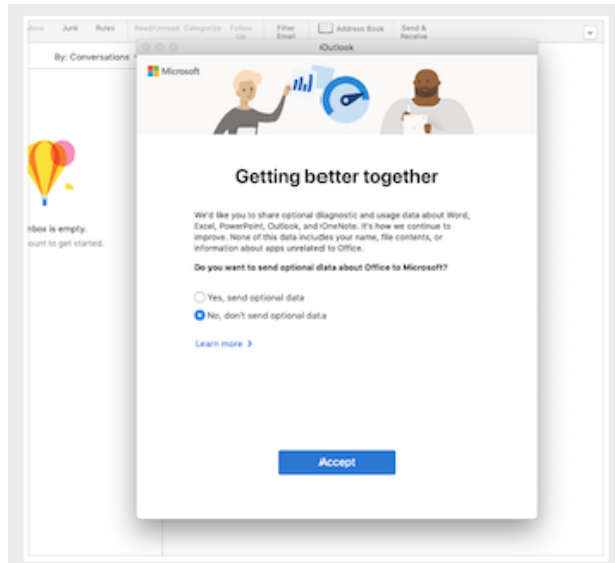 Move Junk Rules Read/Unread Categorize Follow Up Filter Email Address Book Send & Receive
Outlook
By: Conversations
Microsoft
Getting better together
We'd like you to share optional diagnostic and usage data about Word,
Excel, PowerPoint, Outlook, and OneNote. It's how we continue to
improve. None of this data includes your name, file contents, or
information about apps unrelated to Office.
Do you want to send optional data about Office to Microsoft?
Yes, send optional data
No, don't send optional data
Learn more
Accept
nbox is empty.
ount to get started.